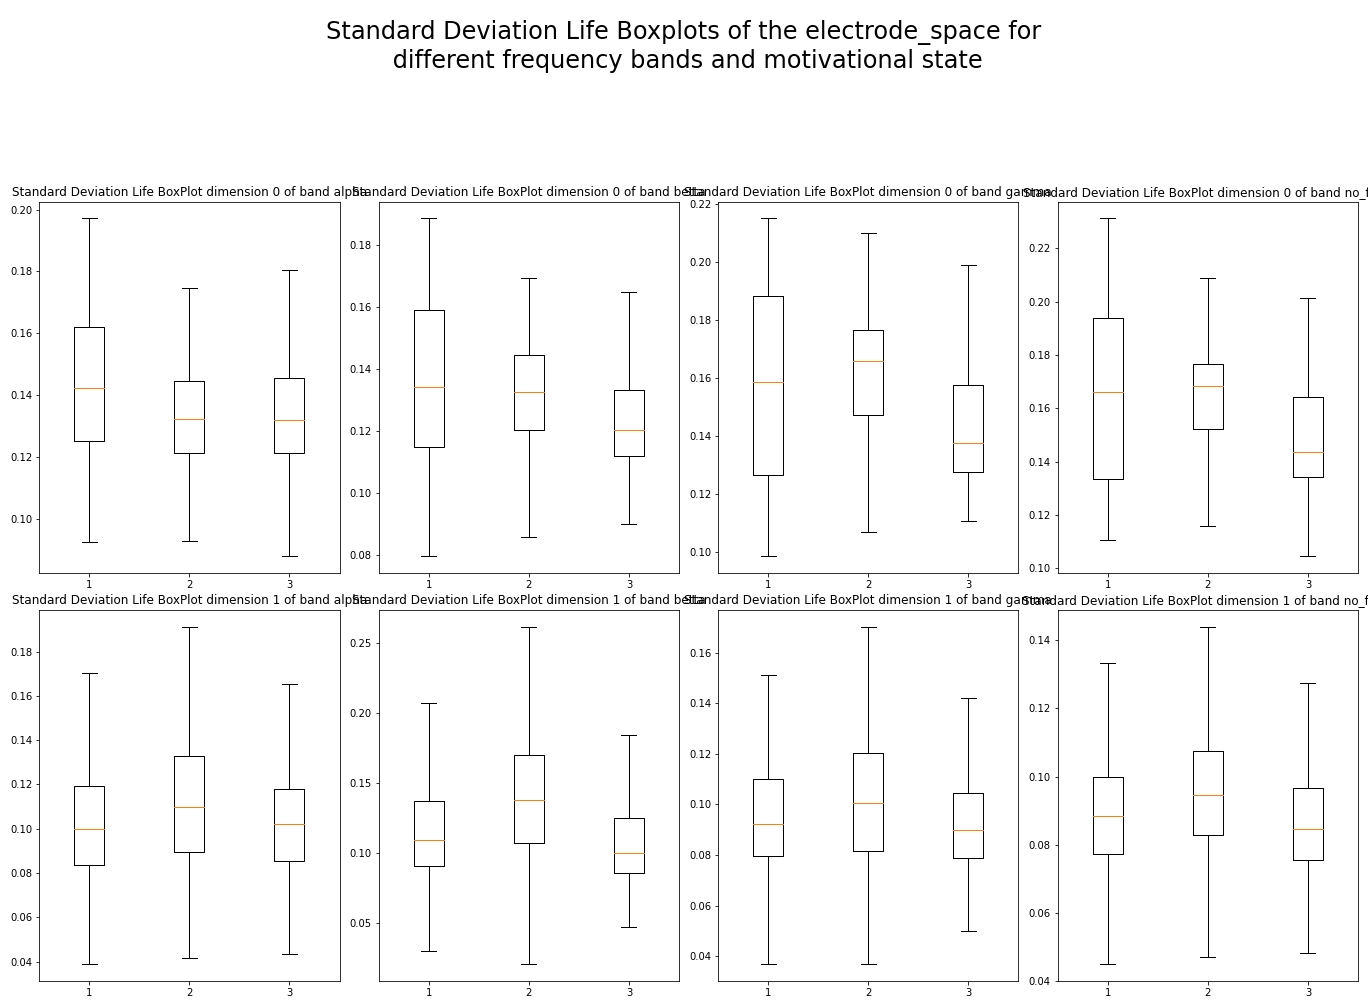 Standard Deviation Life Boxplots of the electrode_space for
different frequency bands and motivational state
Standard Deviation Life BoxPlot dimension 0 of band alpha
Standard Deviation Life BoxPlot dimension 0 of band betta
Standard Deviation Life BoxPlot dimension 0 of band gamma
Standard Deviation Life BoxPlot dimension 0 of band no_f
0.20
0.18
0.16
0.14
0.12
0.10
1 2 3
0.18
0.16
0.14
0.12
0.10
0.08
1 2 3
0.22
0.20
0.18
0.16
0.14
0.12
0.10
1 2 3
0.22
0.20
0.18
0.16
0.14
0.12
0.10
1 2 3
Standard Deviation Life BoxPlot dimension 1 of band alpha
Standard Deviation Life BoxPlot dimension 1 of band betta
Standard Deviation Life BoxPlot dimension 1 of band gamma
Standard Deviation Life BoxPlot dimension 1 of band no_f
0.18
0.16
0.14
0.12
0.10
0.08
0.06
0.04
1 2 3
0.25
0.20
0.15
0.10
0.05
1 2 3
0.16
0.14
0.12
0.10
0.08
0.06
0.04
1 2 3
0.14
0.12
0.10
0.08
0.06
0.04
1 2 3